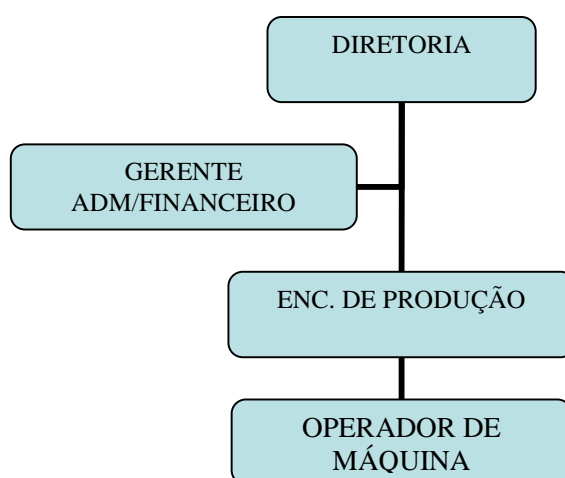 DIRETORIA
GERENTE
ADM/FINANCEIRO
ENC. DE PRODUÇÃO
OPERADOR DE
MÁQUINA